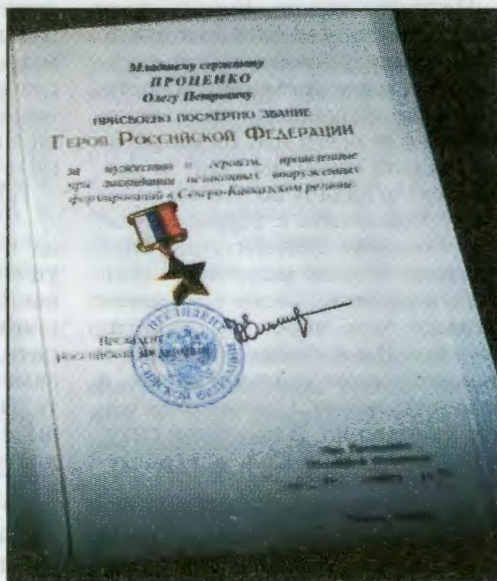 Младшему сержанту
ПРОНЕНКО
Олегу Петровичу
ПРИСВОЕНО ПОСМЕРТНО ЗВАНИЕ
ГЕРОЯ РОССИЙСКОЙ ФЕДЕРАЦИИ
за мужество и героизм, проявленные
при ликвидации незаконных вооруженных
формирований в Северо-Кавказском регионе
ПРЕЗИДЕНТ
Президент
Российской Федерации